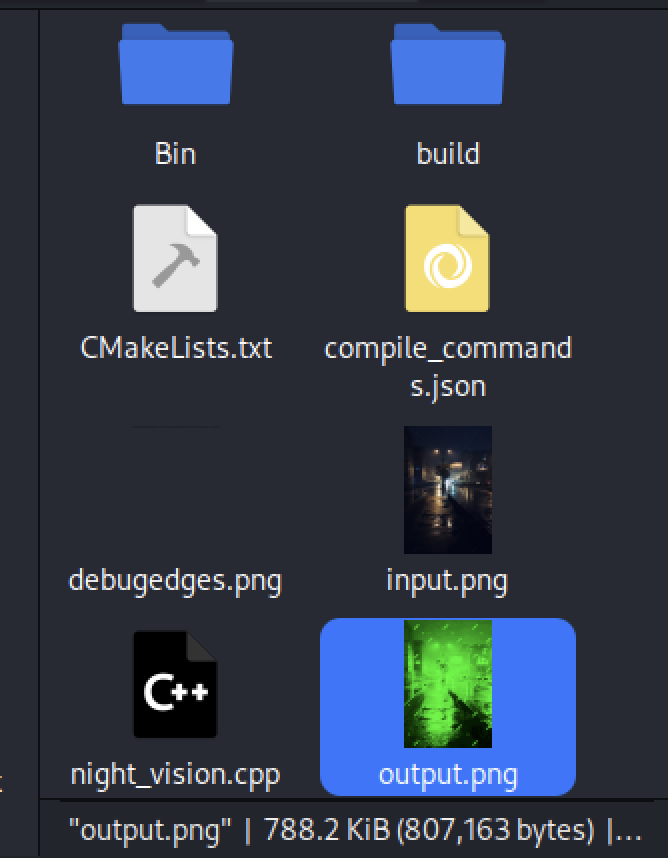 Bin
build
CMakeLists.txt
compile_command
s.json
debugedges.png
input.png
C++
night_vision.cpp
output.png
"output.png" | 788.2 KiB (807,163 bytes) |...